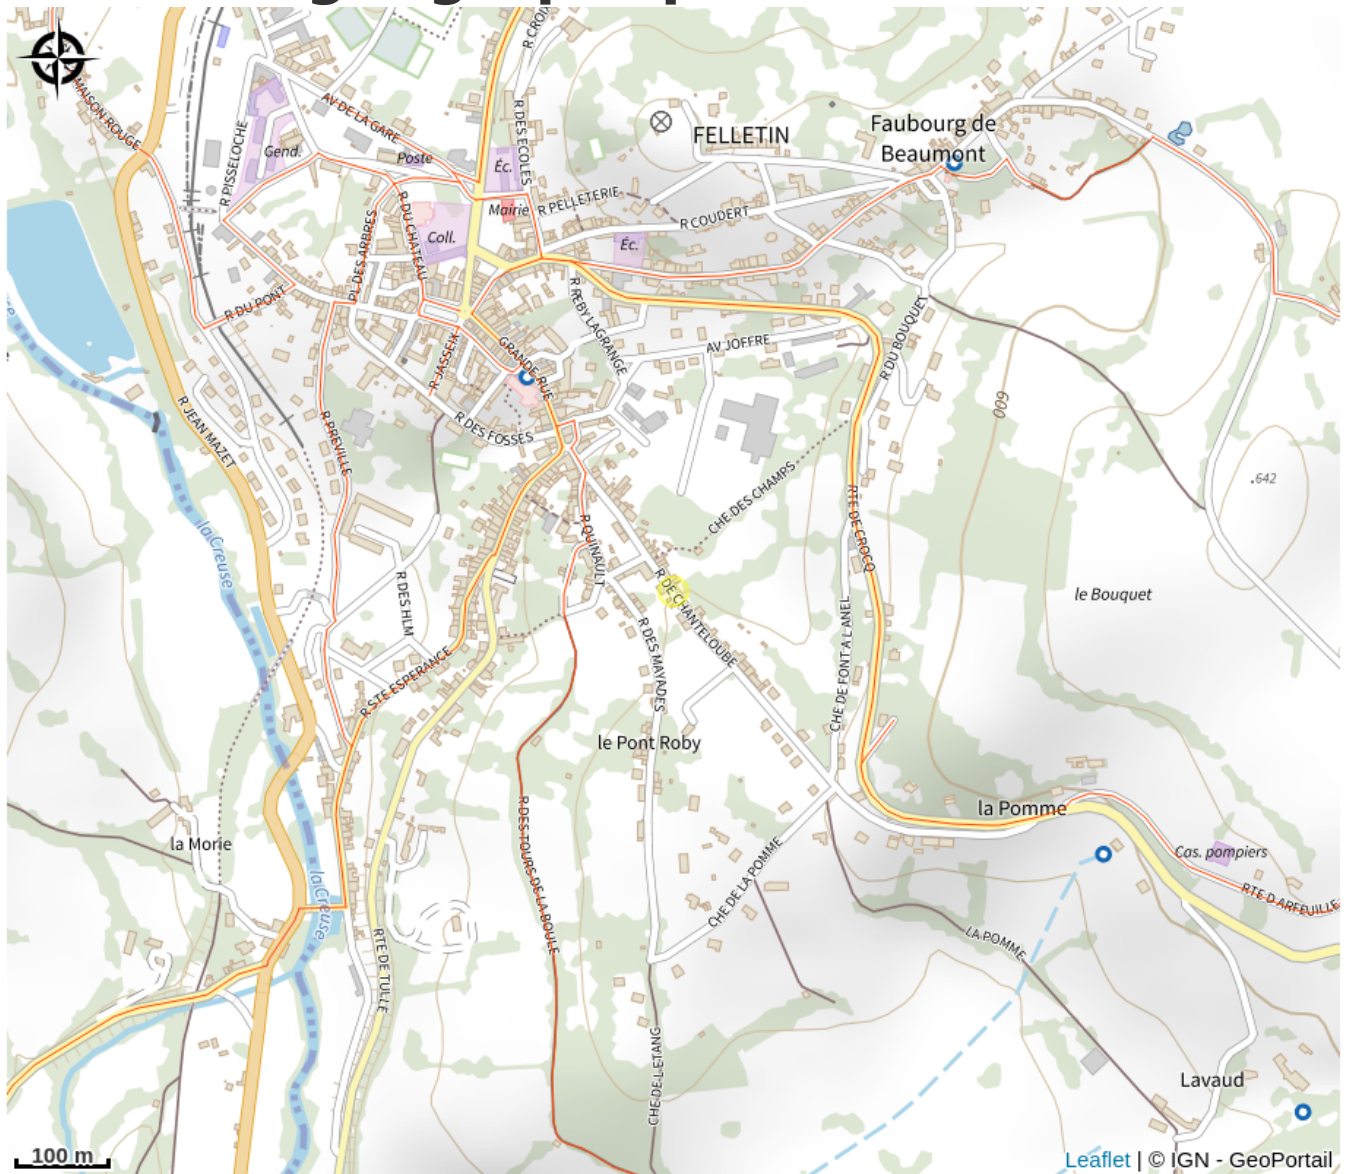 R CROIX
MAISON ROUGE
AV DE LA GARE
R DES ECOLES
FELLETIN
Faubourg de
Beaumont
R PISSELOCHE
Gend.
Poste
Éc.
Mairie
R PELLETERIE
R COUDERT
Coll.
Éc.
PL DES ARBRES
R DU CHATEAU
R DU PONT
R REBY LAGRANGE
AV JOFFRE
R DU BOUQUET
R JASSEIX
GRANDE RUE
R JEAN MAZET
R PREVILLE
R DES FOSSES
600
.642
CHE DES CHAMPS
RTE DE CROCQ
la Creuse
R QUINAULT
R DES HLM
R DE CHANTELOUBE
le Bouquet
R DES MAYADES
CHE DE FONT A L ANEL
R STE ESPERANCE
le Pont Roby
la Pomme
la Morie
R DES TOURS DE LA BOULE
CHE DE LA POMME
Cas. pompiers
RTE D ARFEUILLE
la Creuse
LA POMME
RTE DE TULLE
CHE DE L ETANG
Lavaud
100 m
Leaflet | © IGN - GeoPortail